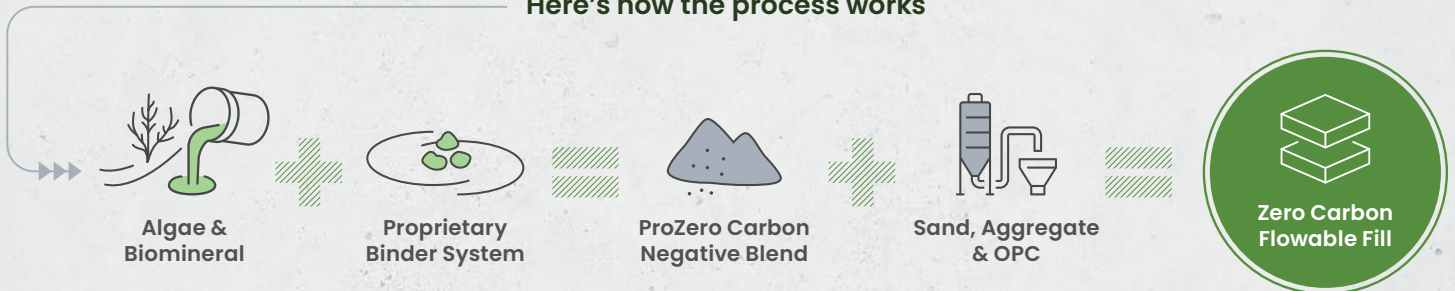 Here's how the process works
Algae &
Biomineral
Proprietary
Binder System
ProZero Carbon
Negative Blend
Sand, Aggregate
& OPC
Zero Carbon
Flowable Fill